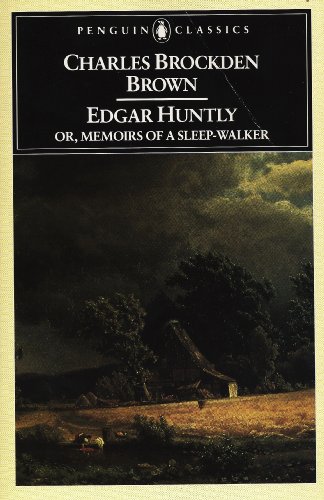 PENGUIN CLASSICS
CHARLES BROCKDEN
BROWN
EDGAR HUNTLY
OR, MEMOIRS OF A SLEEP-WALKER